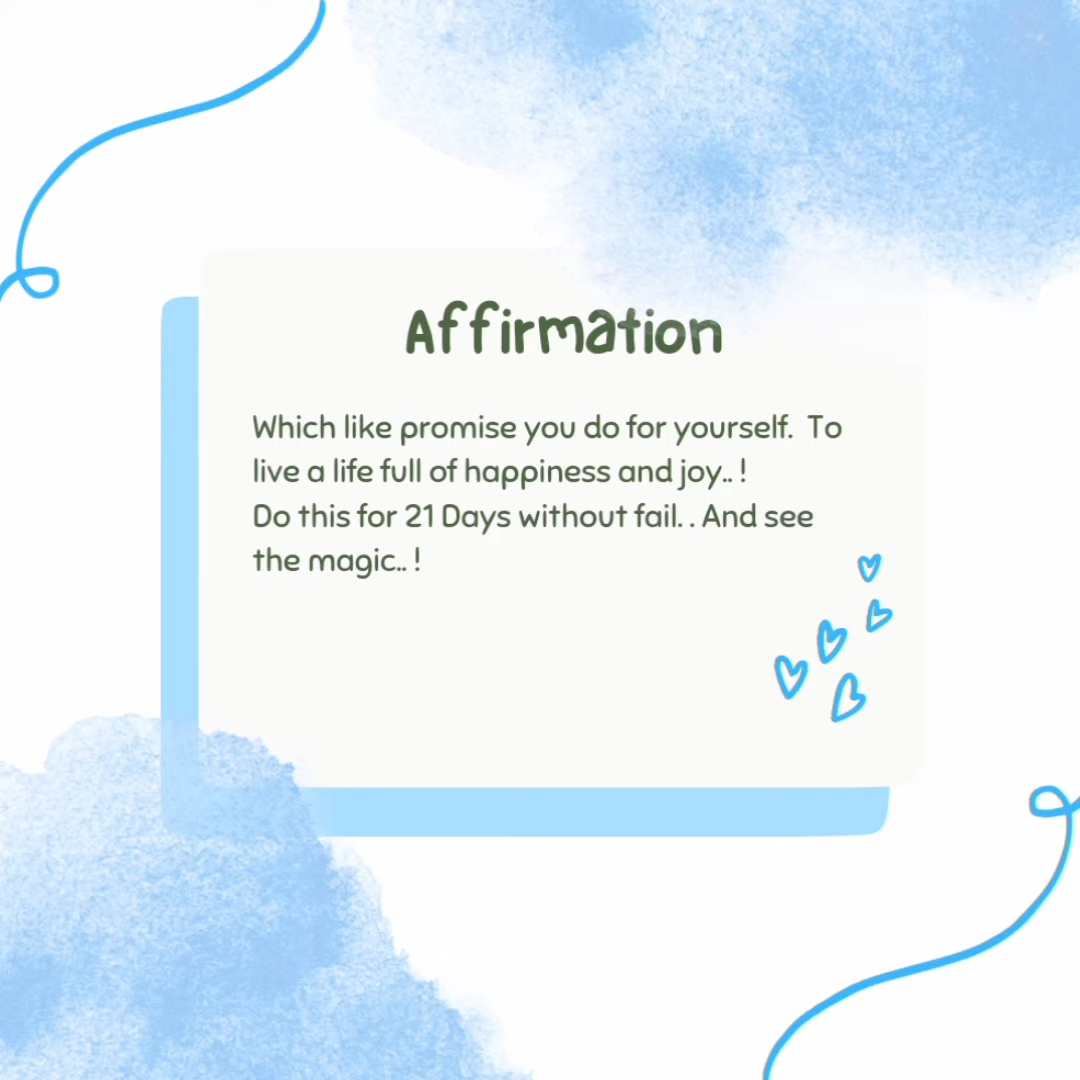 Affirmation
Which like promise you do for yourself.  To
live a life full of happiness and joy.. !
Do this for 21 Days without fail. . And see
the magic.. !